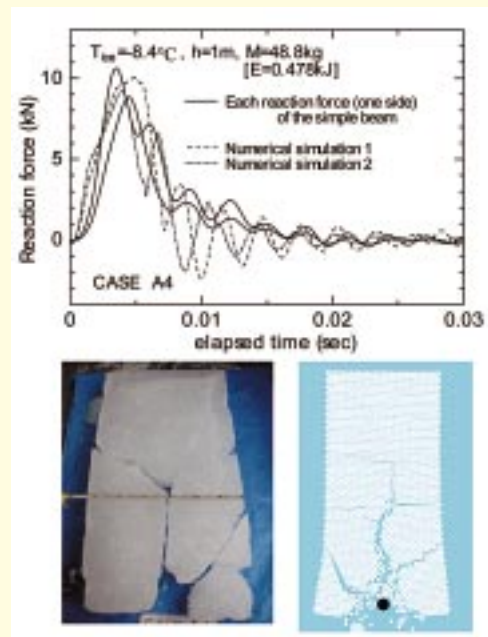 T_ice=-8.4°C, h=1m, M=48.8kg
[E=0.478kJ]
Each reaction force (one side)
of the simple beam
Numerical simulation 1
Numerical simulation 2
Reaction force (kN)
10
5
0
CASE A4
0 0.01 0.02 0.03
elapsed time (sec)